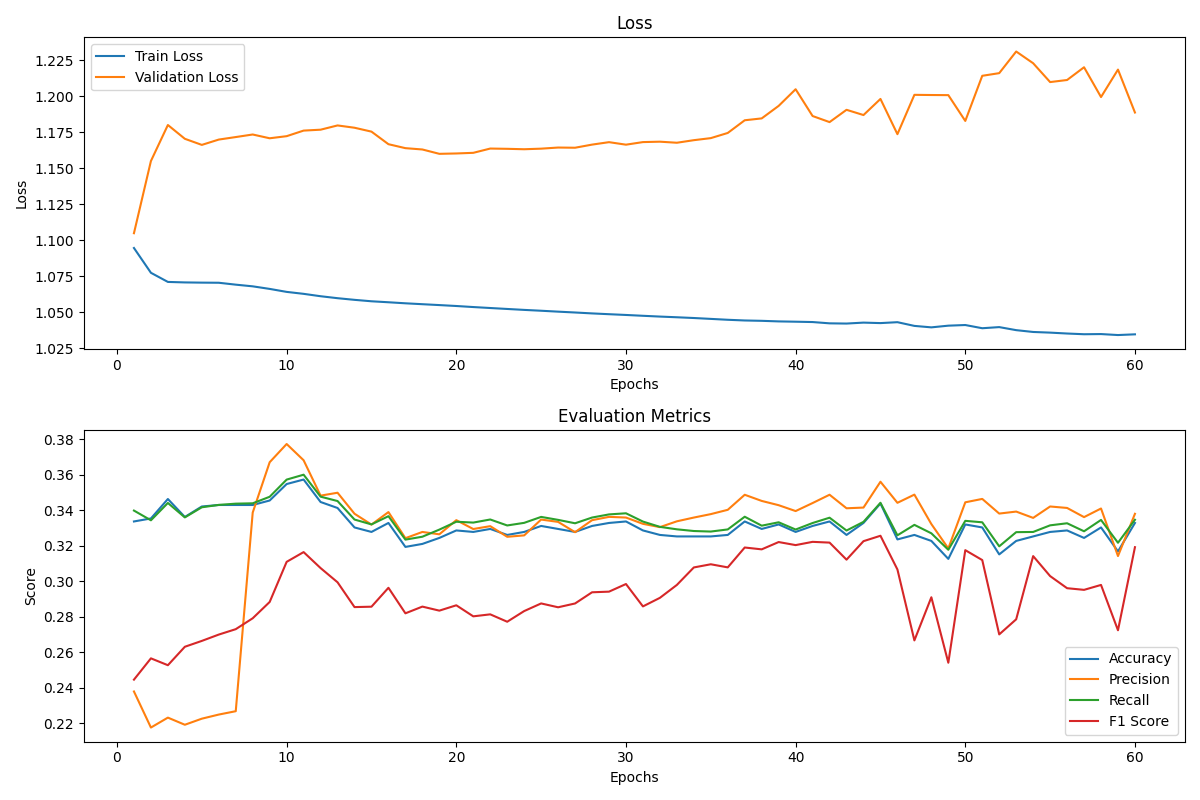 Loss
Train Loss
Validation Loss
1.225
1.200
1.175
1.150
1.125
1.100
1.075
1.050
1.025
Loss
0 10 20 30 40 50 60
Epochs
Evaluation Metrics
0.38
0.36
0.34
0.32
0.30
0.28
0.26
0.24
0.22
Score
Accuracy
Precision
Recall
F1 Score
0 10 20 30 40 50 60
Epochs